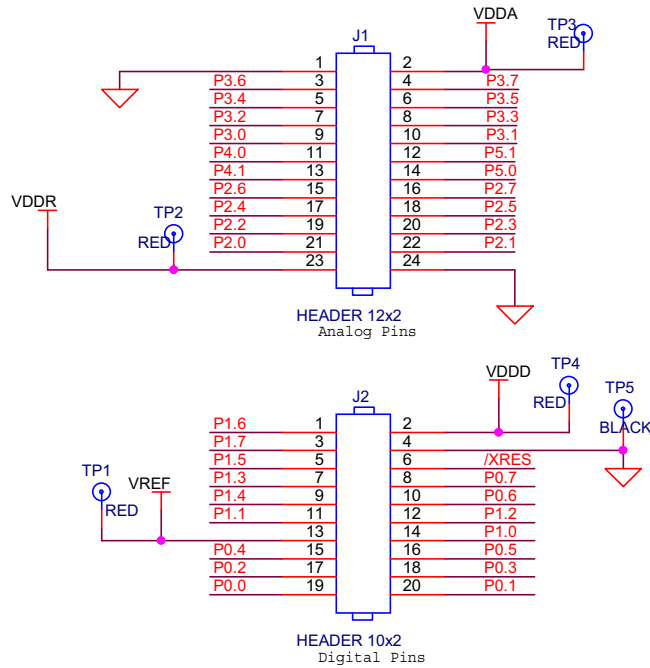 VDDA TP3
RED
J1
1 2
P3.6 3 4 P3.7
P3.4 5 6 P3.5
P3.2 7 8 P3.3
P3.0 9 10 P3.1
P4.0 11 12 P5.1
P4.1 13 14 P5.0
P2.6 15 16 P2.7
VDDR TP2 P2.4 17 18 P2.5
RED P2.2 19 20 P2.3
P2.0 21 22 P2.1
23 24
HEADER 12x2
Analog Pins
VDDD TP4 TP5
RED BLACK
J2
P1.6 1 2
P1.7 3 4
P1.5 5 6 /XRES
TP1 P1.3 7 8 P0.7
RED VREF P1.4 9 10 P0.6
P1.1 11 12 P1.2
13 14 P1.0
P0.4 15 16 P0.5
P0.2 17 18 P0.3
P0.0 19 20 P0.1
HEADER 10x2
Digital Pins